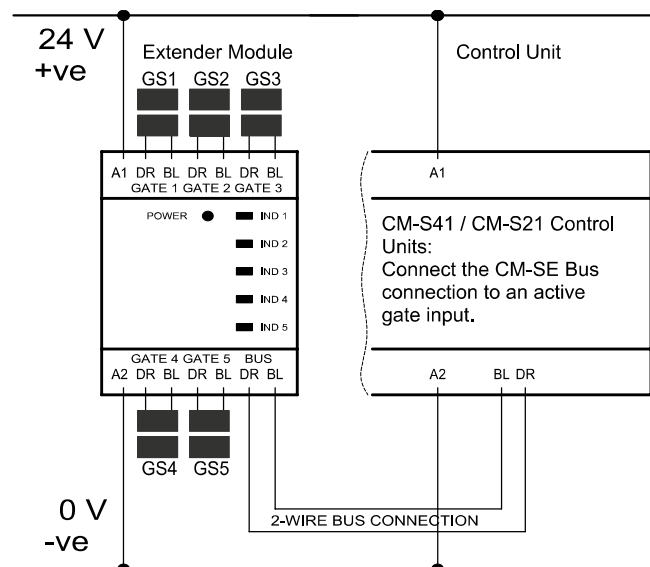 24 V
+ve
Extender Module
Control Unit
GS1 GS2 GS3
A1 DR BL DR BL DR BL
GATE 1 GATE 2 GATE 3
A1
POWER
IND 1
IND 2
IND 3
IND 4
IND 5
CM-S41 / CM-S21 Control
Units:
Connect the CM-SE Bus
connection to an active
gate input.
GATE 4 GATE 5 BUS
A2 DR BL DR BL DR BL
A2 BL DR
GS4 GS5
0 V
-ve
2-WIRE BUS CONNECTION